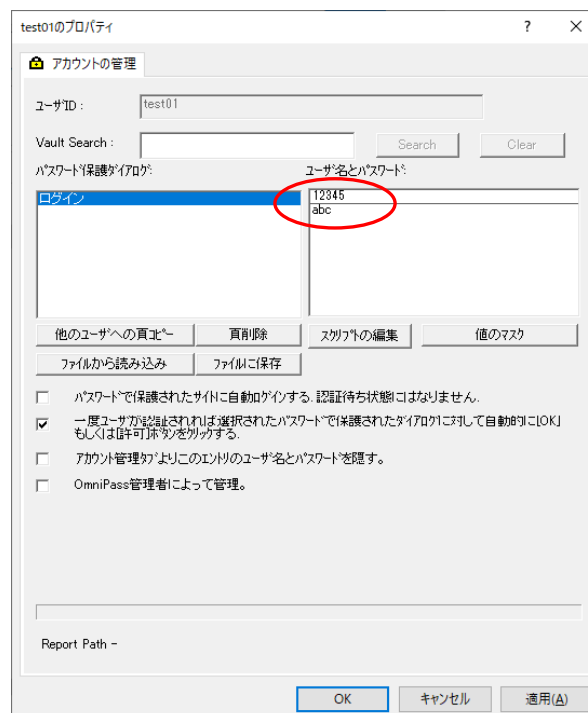 test01のプロパティ
?
×
アカウントの管理
ユーザID :
test01
Vault Search :
Search
Clear
パスワード保護ダイアログ:
ユーザ名とパスワード:
ログイン
12345
abc
他のユーザへの頁コピー
頁削除
スクリプトの編集
値のマスク
ファイルから読み込み
ファイルに保存
パスワードで保護されたサイトに自動ログインする. 認証待ち状態にはなりません.
一度ユーザが認証されれば選択されたパスワードで保護されたダイアログに対して自動的に[OK]
もしくは[許可]ボタンをクリックする.
アカウント管理タブよりこのエントリのユーザ名とパスワードを隠す。
OmniPass管理者によって管理。
Report Path -
OK
キャンセル
適用(A)